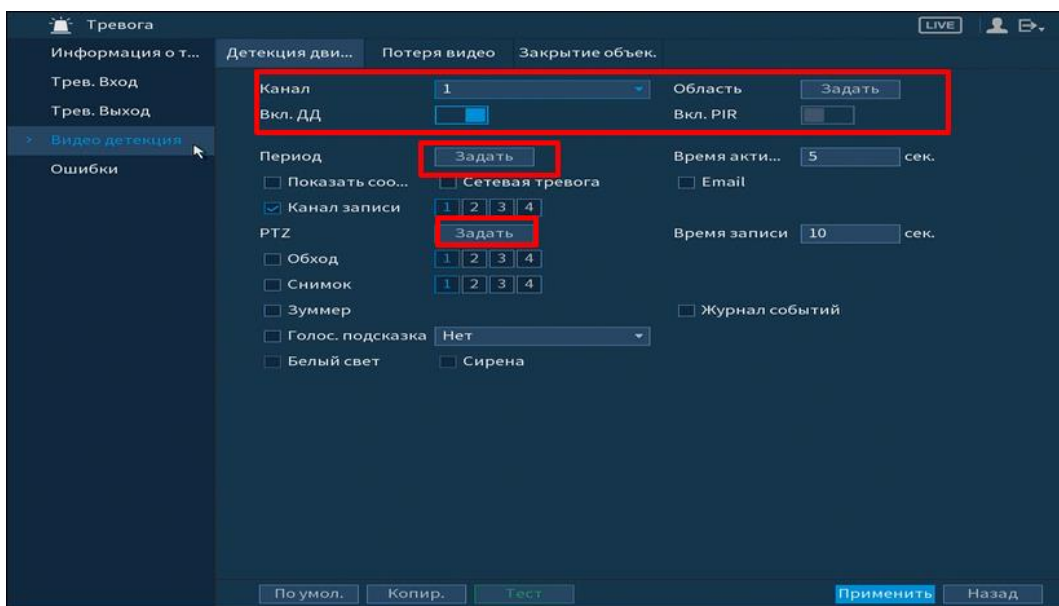 Тревога LIVE
Информация о т... Детекция дви... Потеря видео Закрытие объек.
Трев. Вход
Трев. Выход
> Видео детекция
Ошибки
Канал 1 Область Задать
Вкл. ДД Вкл. PIR
Период Задать Время акти... 5 сек.
Показать соо... Сетевая тревога Email
Канал записи 1 2 3 4
PTZ Задать Время записи 10 сек.
Обход 1 2 3 4
Снимок 1 2 3 4
Зуммер Журнал событий
Голос. подсказка Нет
Белый свет Сирена
По умол. Копир. Тест Применить Назад